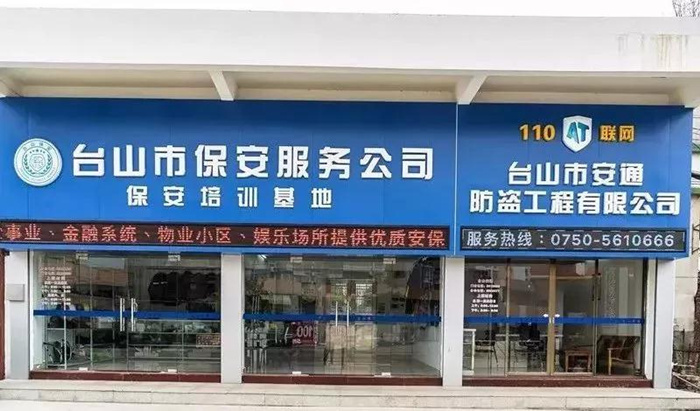 台山市保安服务公司
保安培训基地
事业、金融系统、物业小区、娱乐场所提供优质安保
110 AT 联网
台山市安通
防盗工程有限公司
服务热线：0750-5610666